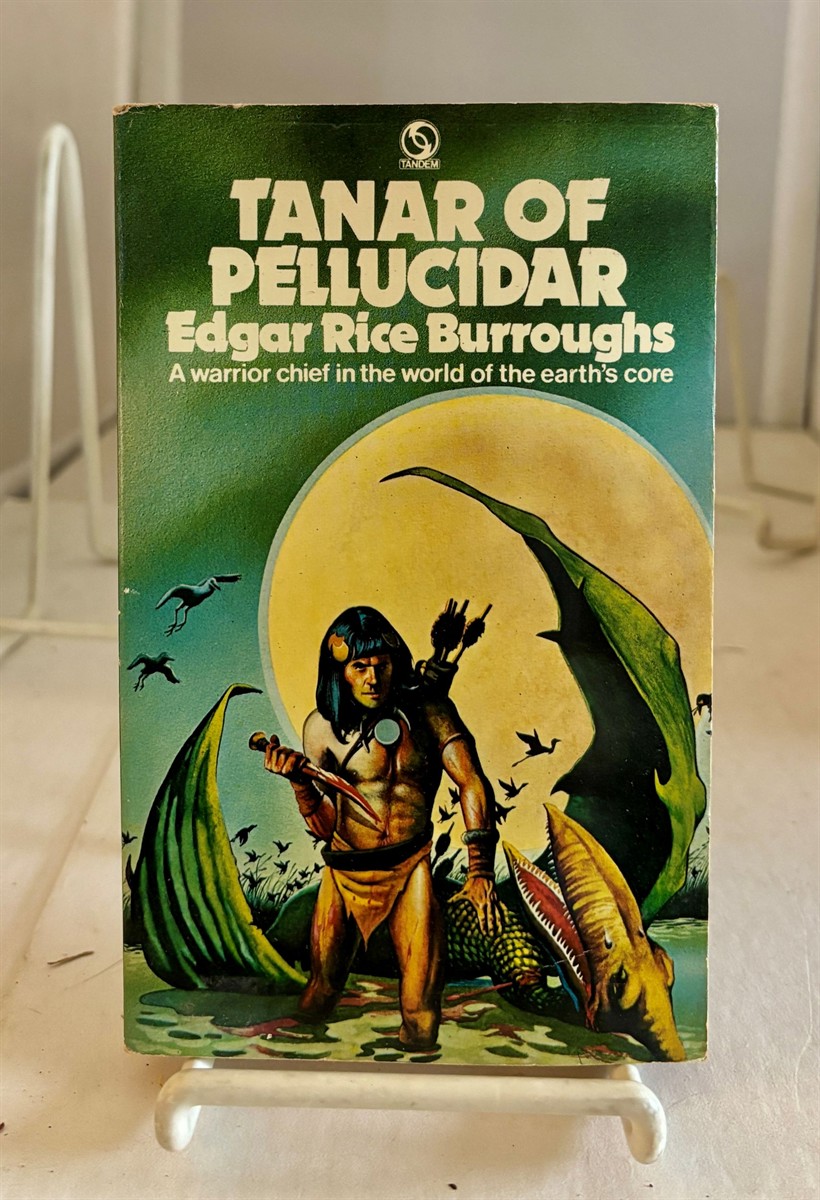 TANDEM
TANAR OF
PELLUCIDAR
Edgar Rice Burroughs
A warrior chief in the world of the earth's core